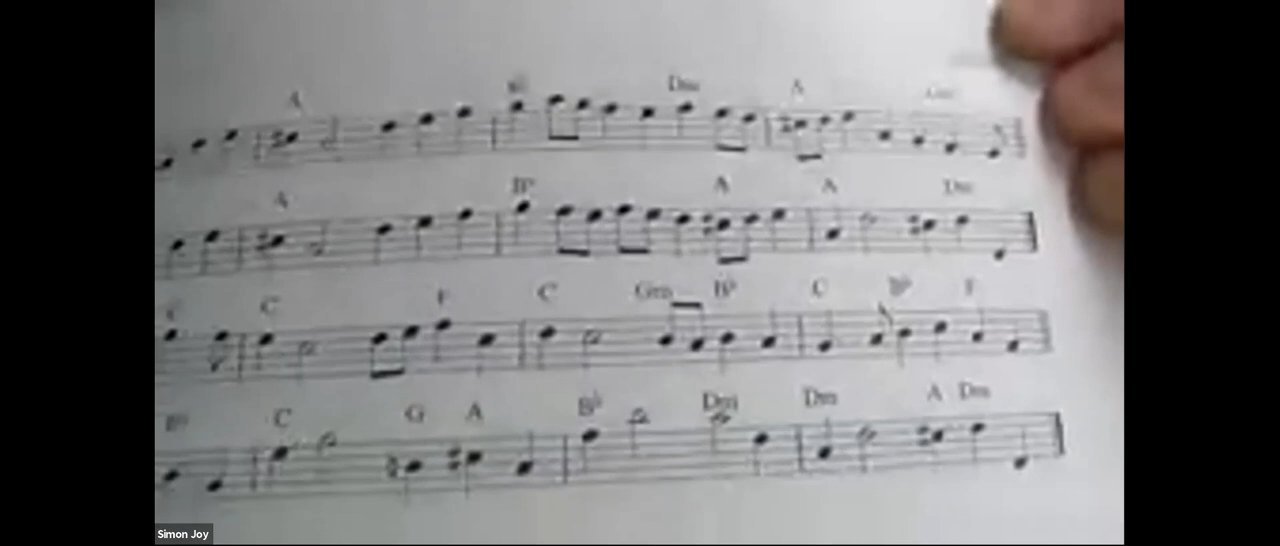 A Dm A
A B♭ A A Dm
C C F C Gm B♭ C B♭ F
B♭ C G A B♭ Dm Dm A Dm
Simon Joy